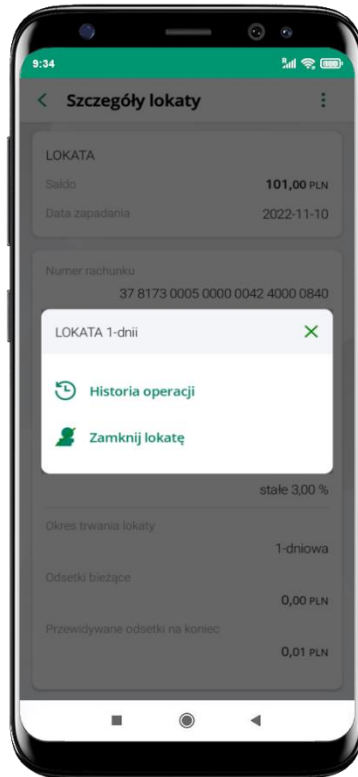 9:34
Szczegóły lokaty
LOKATA
Saldo 101,00 PLN
Data zapadania 2022-11-10
Numer rachunku
37 8173 0005 0000 0042 4000 0840
LOKATA 1-dnii
Historia operacji
Zamknij lokatę
stałe 3,00 %
Okres trwania lokaty
1-dniowa
Odsetki bieżące
0,00 PLN
Przewidywane odsetki na koniec
0,01 PLN